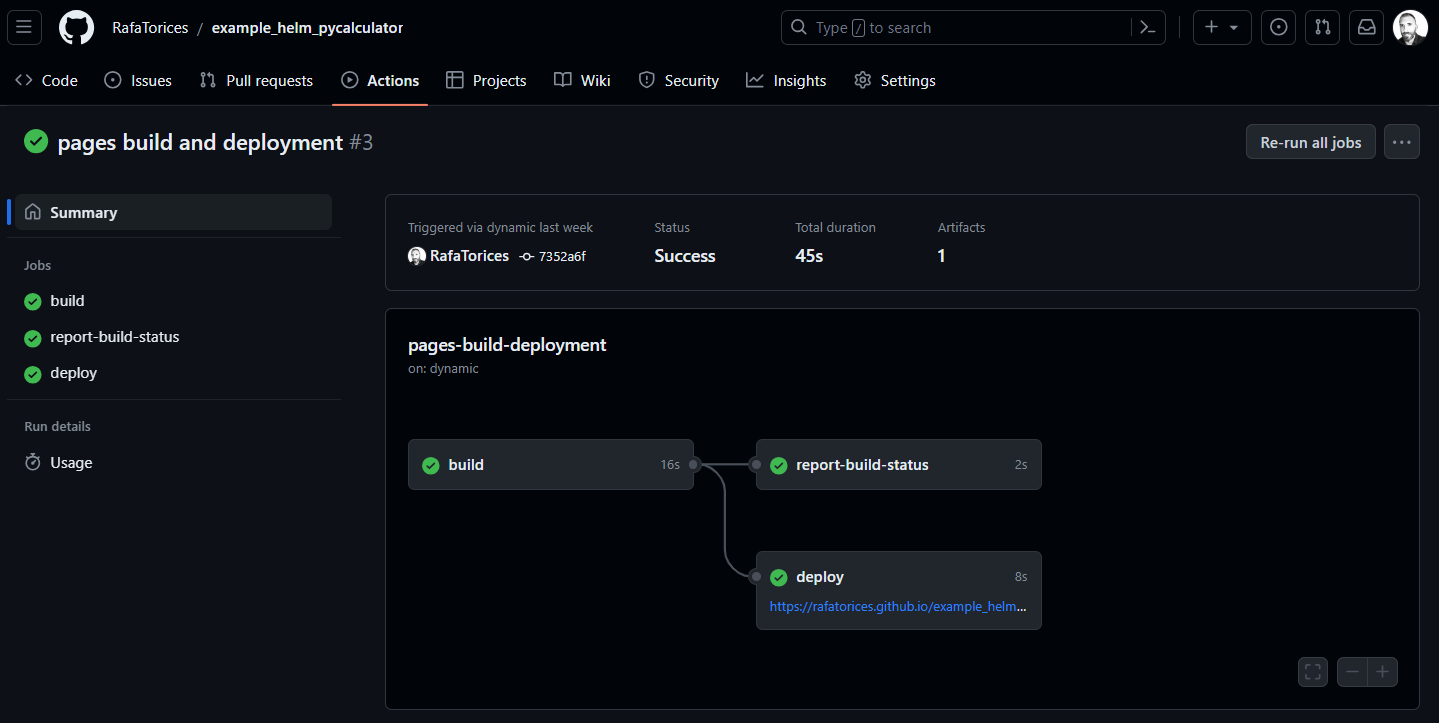 RafaTorices / example_helm_pycalculator
Type / to search
Code
Issues
Pull requests
Actions
Projects
Wiki
Security
Insights
Settings
pages build and deployment #3
Re-run all jobs
Summary
Jobs
build
report-build-status
deploy
Run details
Usage
Triggered via dynamic last week
RafaTorices 7352a6f
Status
Success
Total duration
45s
Artifacts
1
pages-build-deployment
on: dynamic
build 16s
report-build-status 2s
deploy 8s
https://rafatorices.github.io/example_helm...